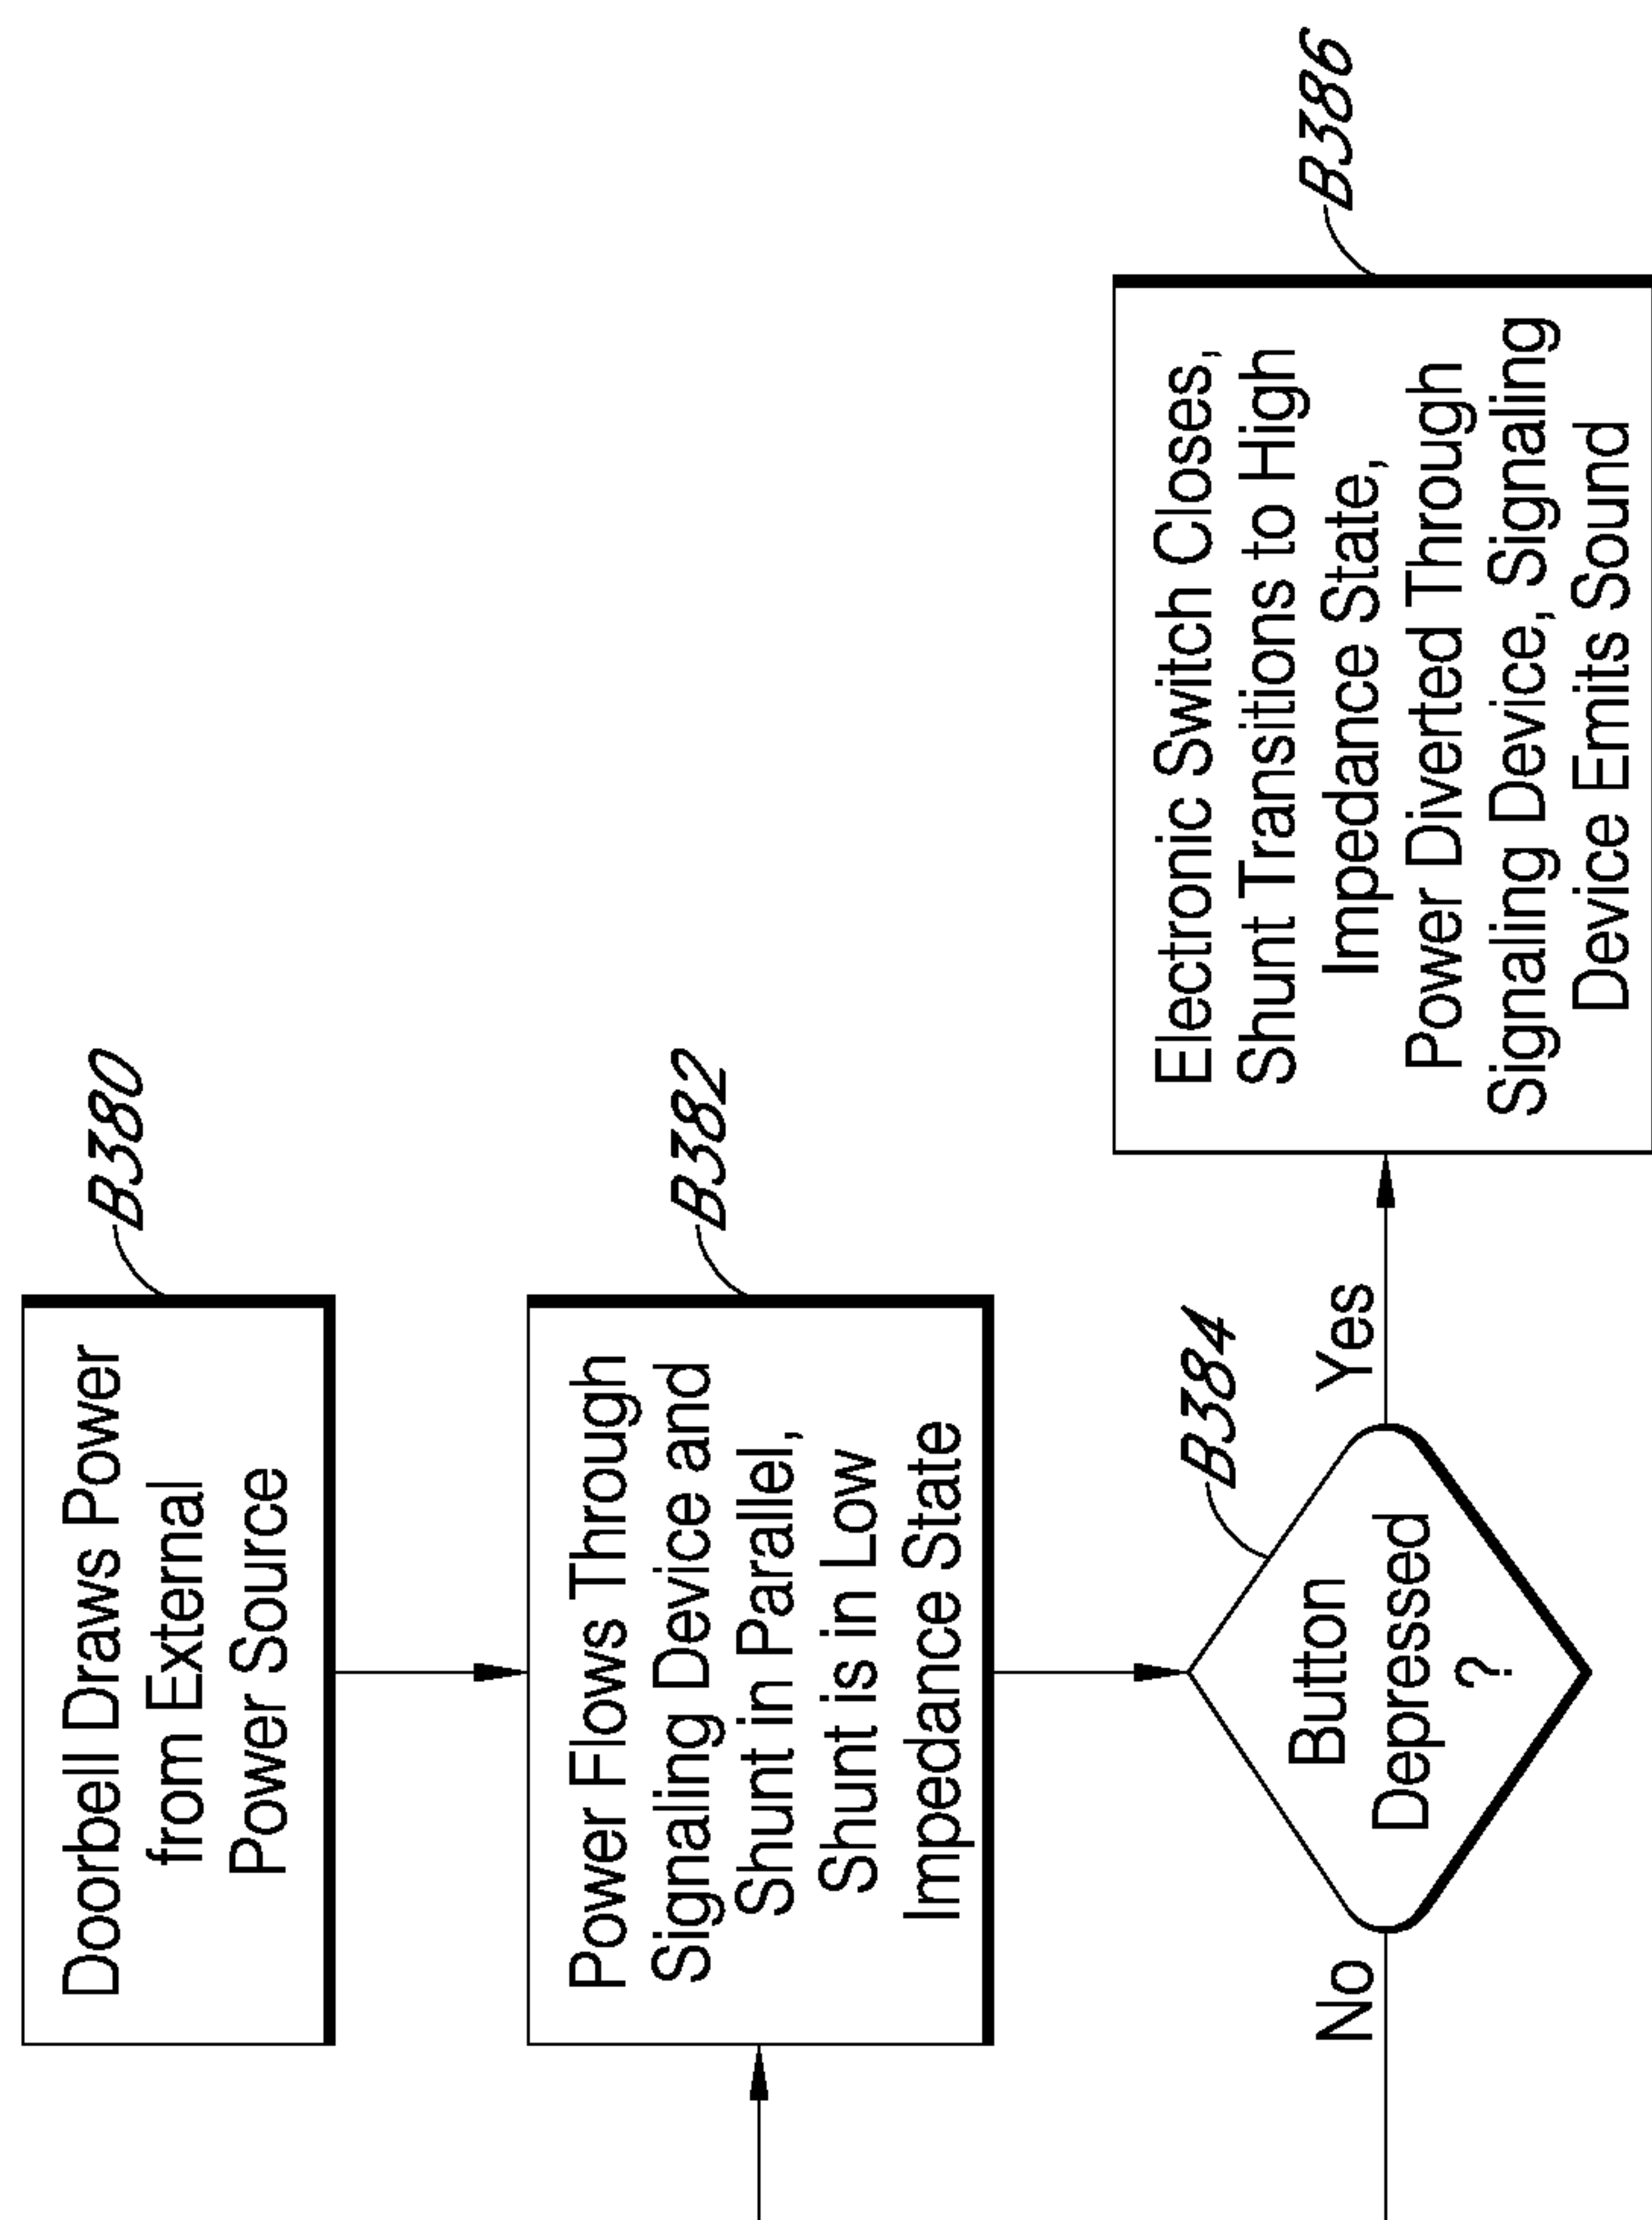 B380
Doorbell Draws Power
from External
Power Source
B382
Power Flows Through
Signaling Device and
Shunt in Parallel,
Shunt is in Low
Impedance State
B384
Button
Depressed
?
No
Yes
B386
Electronic Switch Closes,
Shunt Transitions to High
Impedance State,
Power Diverted Through
Signaling Device, Signaling
Device Emits Sound